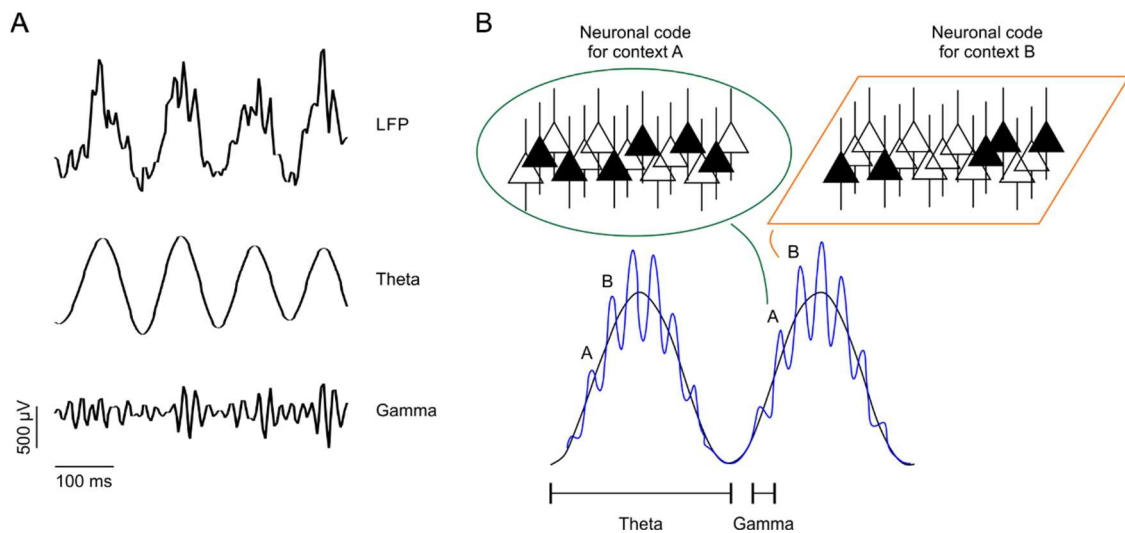 A
LFP
Theta
Gamma
500 µV
100 ms
B
Neuronal code
for context A
Neuronal code
for context B
A
B
A
B
Theta
Gamma